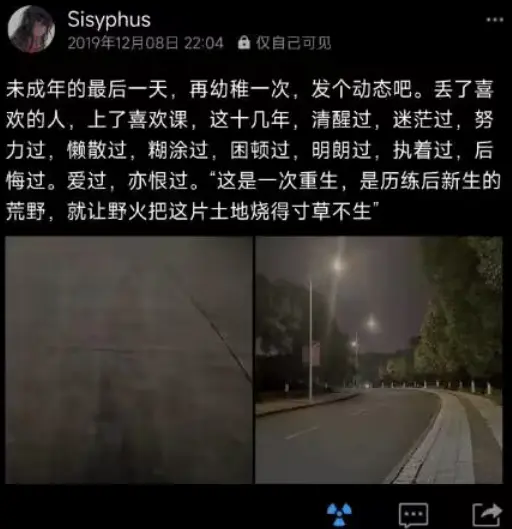 Sisyphus
2019年12月08日 22:04 仅自己可见
未成年的最后一天，再幼稚一次，发个动态吧。丢了喜
欢的人，上了喜欢课，这十几年，清醒过，迷茫过，努
力过，懒散过，糊涂过，困顿过，明朗过，执着过，后
悔过。爱过，亦恨过。“这是一次重生，是历练后新生的
荒野，就让野火把这片土地烧得寸草不生”